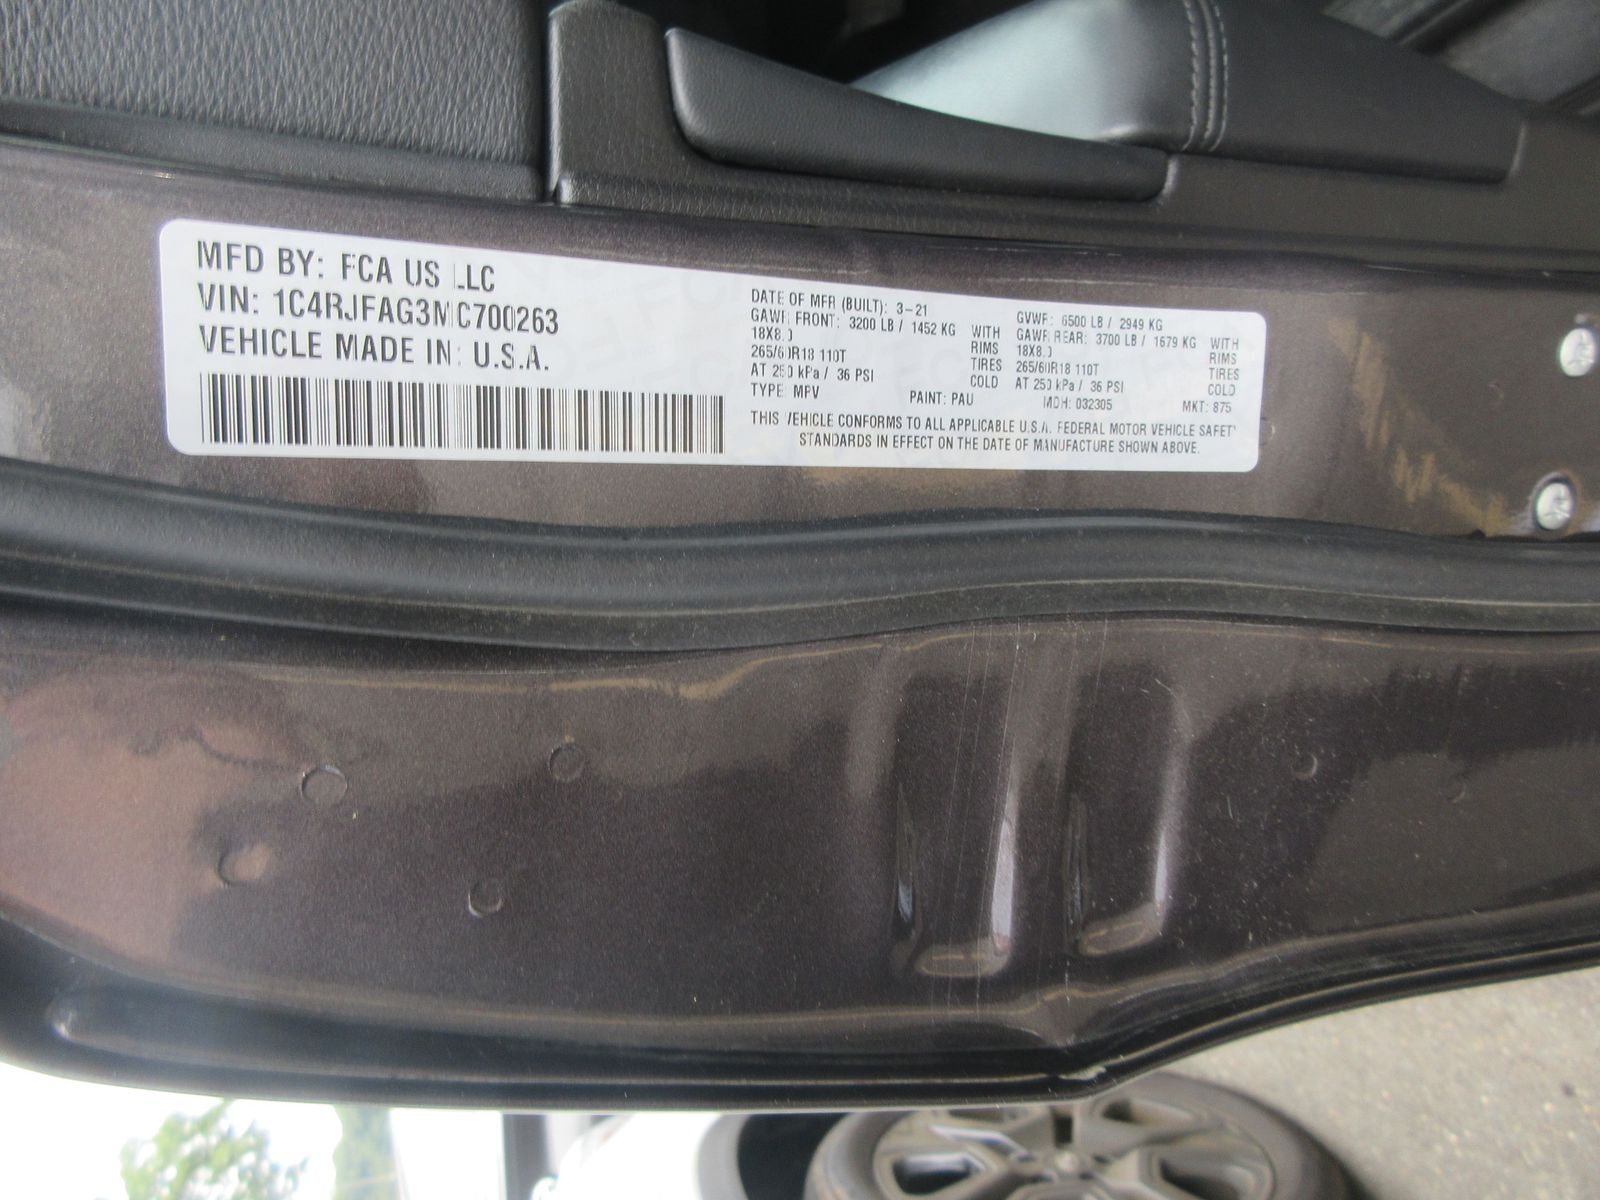 MFD BY: FCA US LLC
VIN: 1C4RJFAG3MC700263
VEHICLE MADE IN: U.S.A.
DATE OF MFR (BUILT): 3-21
GAWR FRONT: 3200 LB / 1452 KG WITH
18X8.0 RIMS
265/60R18 110T TIRES
AT 250 kPa / 36 PSI COLD
TYPE: MPV PAINT: PAU
GVWR: 6500 LB / 2949 KG
GAWR REAR: 3700 LB / 1679 KG WITH
18X8.0 RIMS
265/60R18 110T TIRES
AT 250 kPa / 36 PSI COLD
MDH: 032305 MKT: 875
THIS VEHICLE CONFORMS TO ALL APPLICABLE U.S.A. FEDERAL MOTOR VEHICLE SAFETY
STANDARDS IN EFFECT ON THE DATE OF MANUFACTURE SHOWN ABOVE.